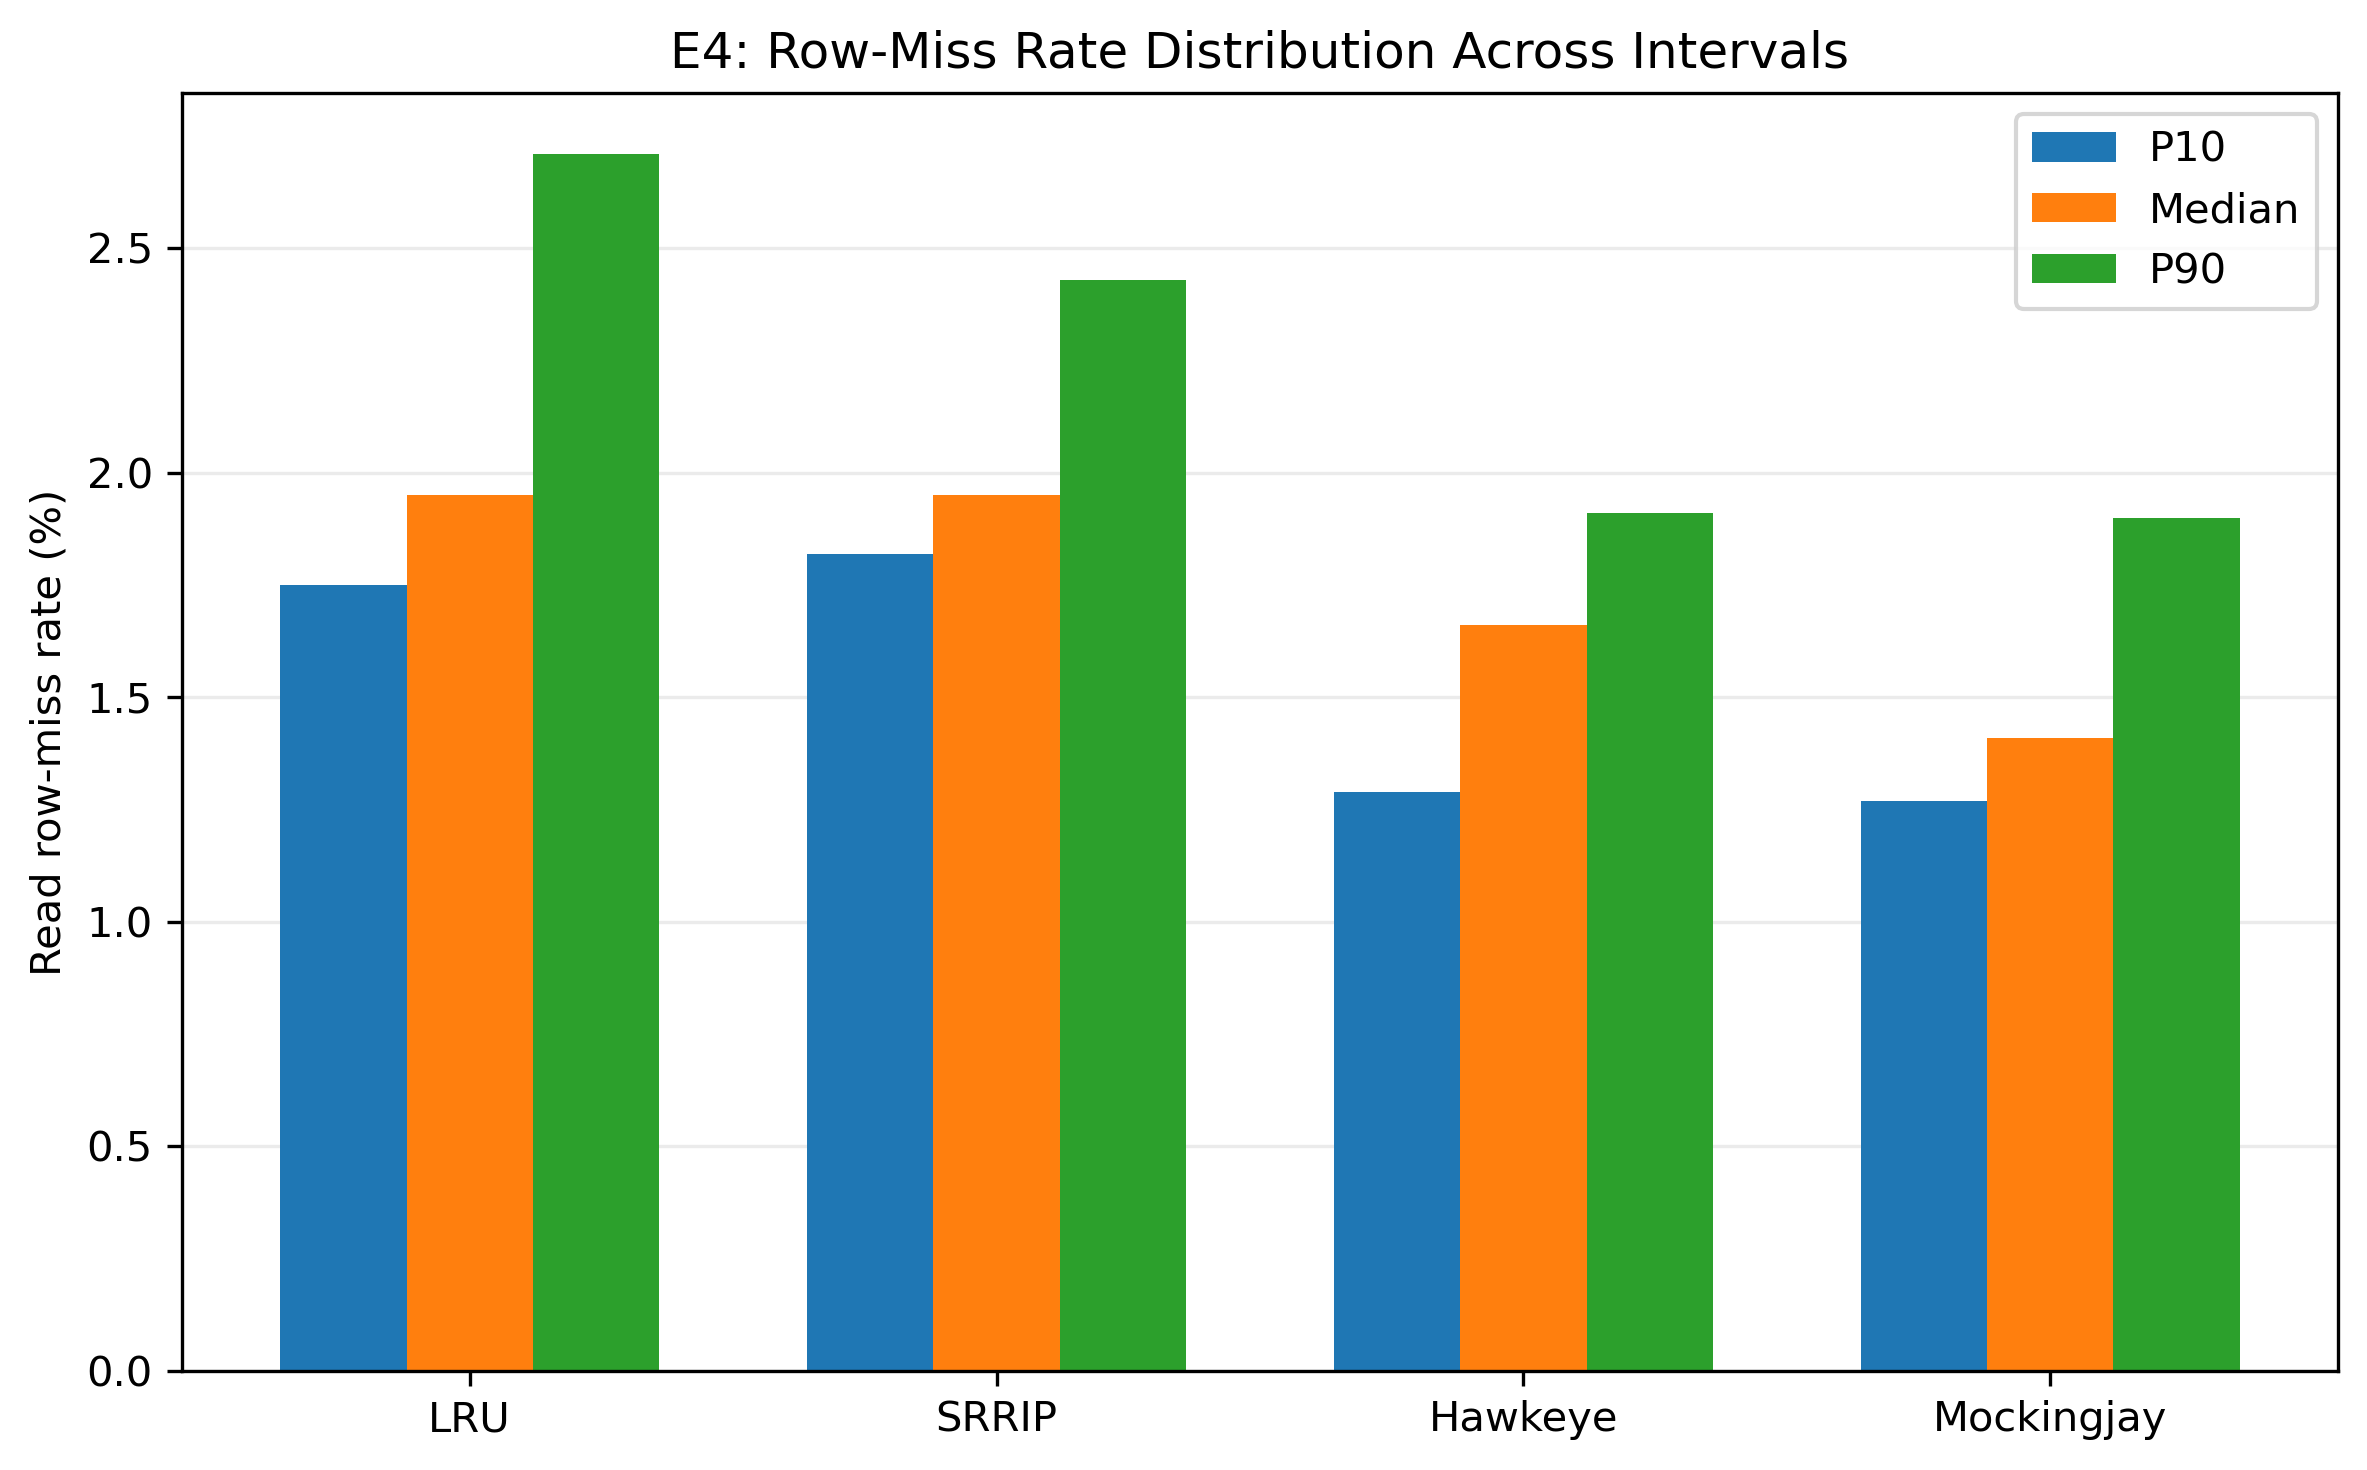 E4: Row-Miss Rate Distribution Across Intervals
P10
Median
P90
Read row-miss rate (%)
2.5
2.0
1.5
1.0
0.5
0.0
LRU
SRRIP
Hawkeye
Mockingjay